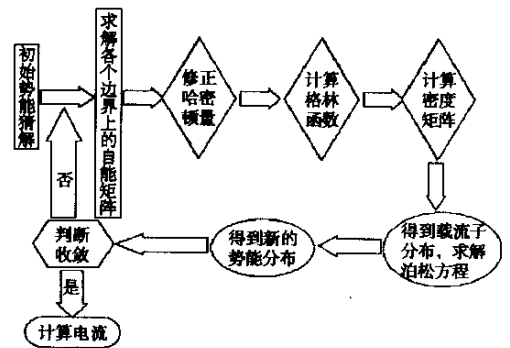 初始势能猜解
求解各个边界上的自能矩阵
修正
哈密
顿量
计算
格林
函数
计算
密度
矩阵
得到载流子
分布，求解
泊松方程
得到新的
势能分布
判断
收敛
否
是
计算电流